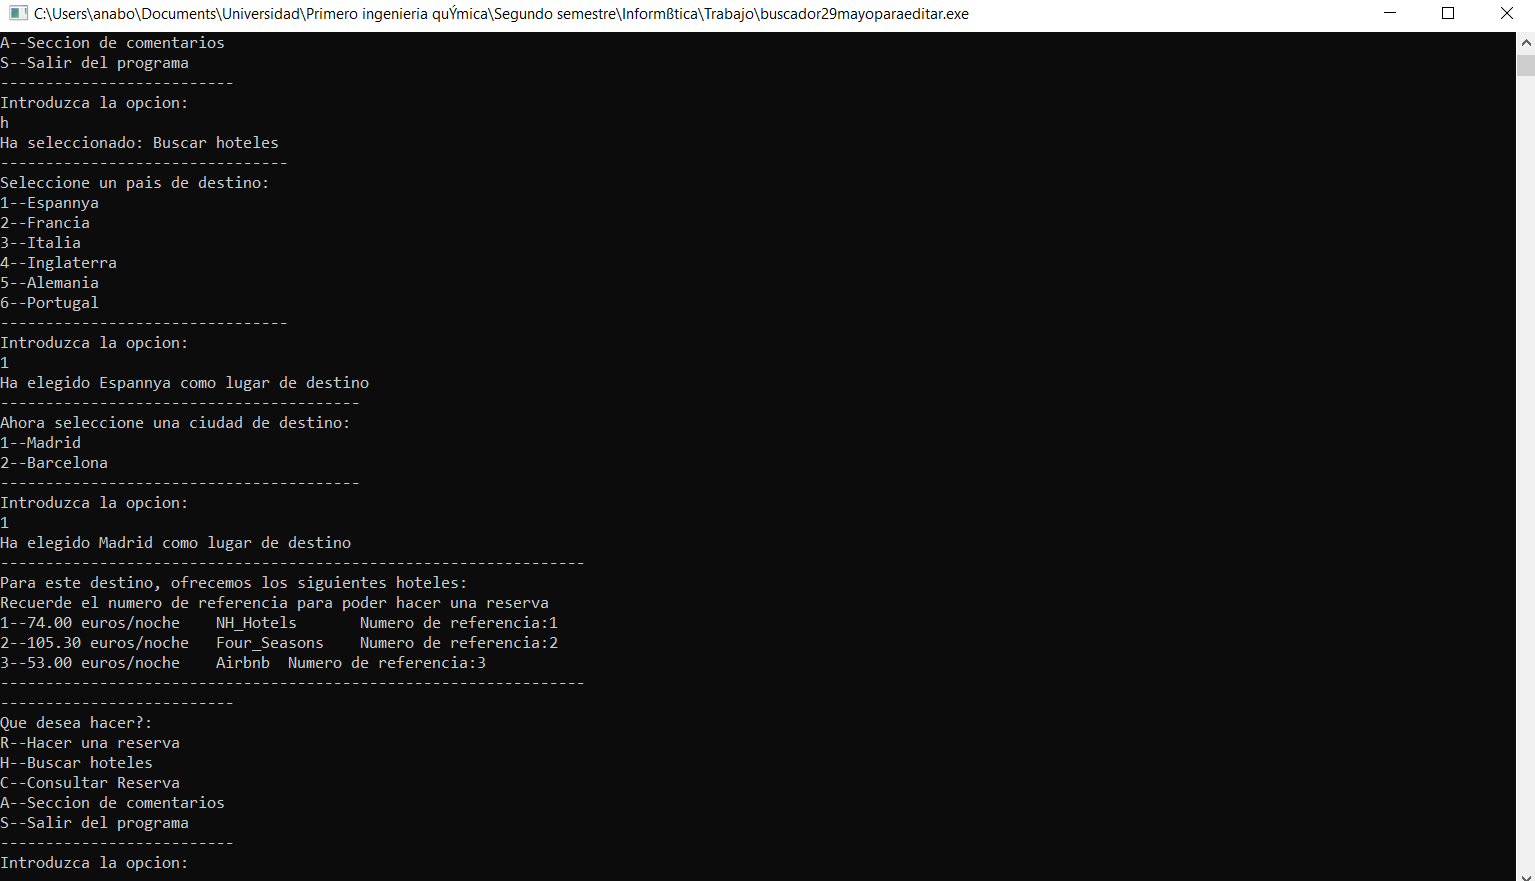 C:\Users\anabo\Documents\Universidad\Primero ingenieria quÝmica\Segundo semestre\Informßtica\Trabajo\buscador29mayoparaeditar.exe
A--Seccion de comentarios
S--Salir del programa
--------------------------
Introduzca la opcion:
h
Ha seleccionado: Buscar hoteles
--------------------------------
Seleccione un pais de destino:
1--Espannya
2--Francia
3--Italia
4--Inglaterra
5--Alemania
6--Portugal
--------------------------------
Introduzca la opcion:
1
Ha elegido Espannya como lugar de destino
----------------------------------------
Ahora seleccione una ciudad de destino:
1--Madrid
2--Barcelona
----------------------------------------
Introduzca la opcion:
1
Ha elegido Madrid como lugar de destino
-----------------------------------------------------------------
Para este destino, ofrecemos los siguientes hoteles:
Recuerde el numero de referencia para poder hacer una reserva
1--74.00 euros/noche    NH_Hotels       Numero de referencia:1
2--105.30 euros/noche   Four_Seasons    Numero de referencia:2
3--53.00 euros/noche    Airbnb  Numero de referencia:3
-----------------------------------------------------------------
--------------------------
Que desea hacer?:
R--Hacer una reserva
H--Buscar hoteles
C--Consultar Reserva
A--Seccion de comentarios
S--Salir del programa
--------------------------
Introduzca la opcion: